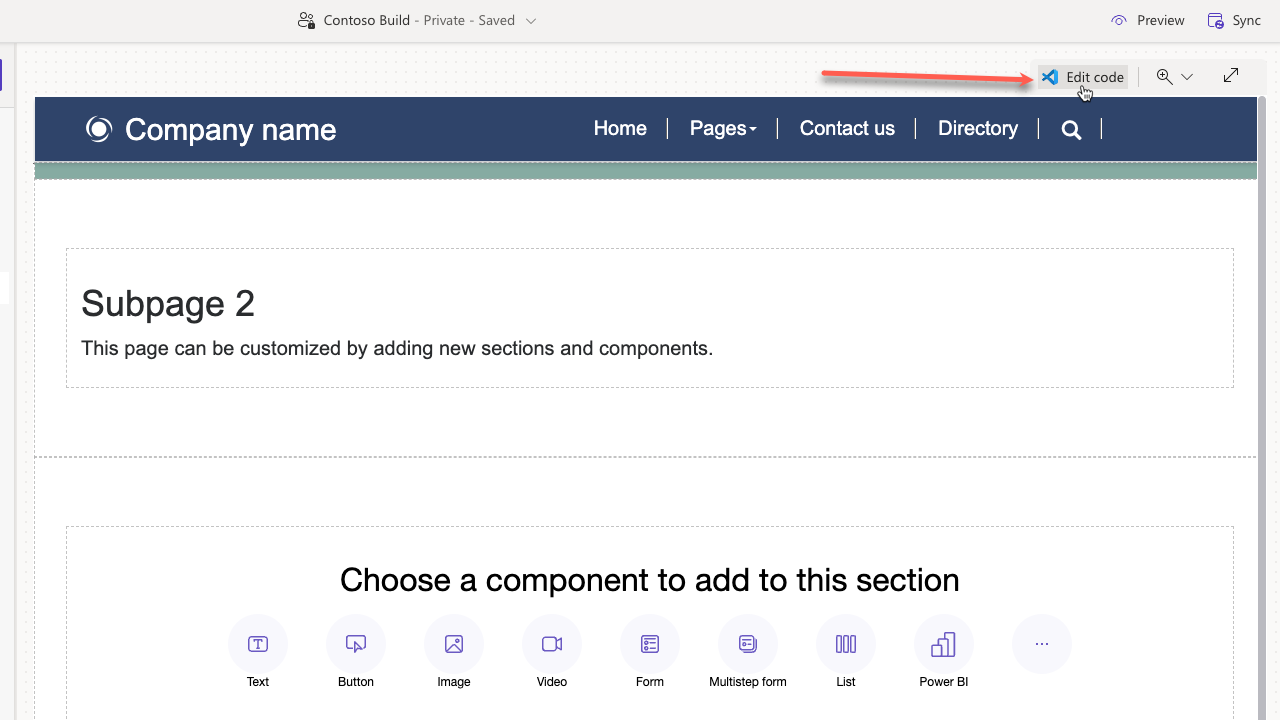 Contoso Build - Private - Saved
Preview
Sync
Edit code
Company name
Home
Pages
Contact us
Directory
Subpage 2
This page can be customized by adding new sections and components.
Choose a component to add to this section
Text
Button
Image
Video
Form
Multistep form
List
Power BI